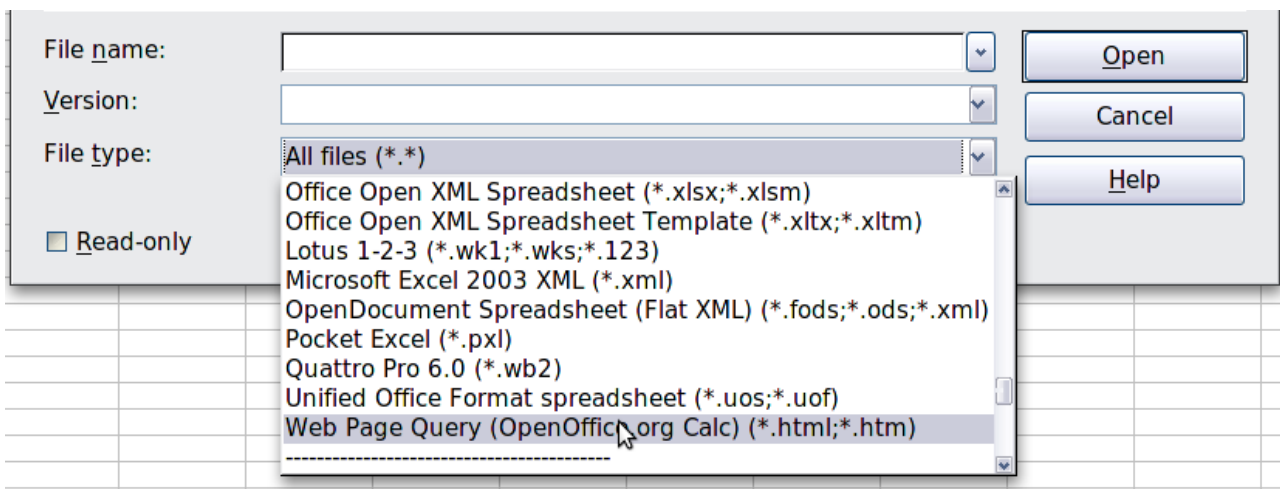 File name:
Open
Version:
Cancel
File type:
All files (*.*)
Help
Office Open XML Spreadsheet (*.xlsx;*.xlsm)
Office Open XML Spreadsheet Template (*.xltx;*.xltm)
Lotus 1-2-3 (*.wk1;*.wks;*.123)
Microsoft Excel 2003 XML (*.xml)
OpenDocument Spreadsheet (Flat XML) (*.fods;*.ods;*.xml)
Pocket Excel (*.pxl)
Quattro Pro 6.0 (*.wb2)
Unified Office Format spreadsheet (*.uos;*.uof)
Web Page Query (OpenOffice.org Calc) (*.html;*.htm)
------------------------------------------
Read-only